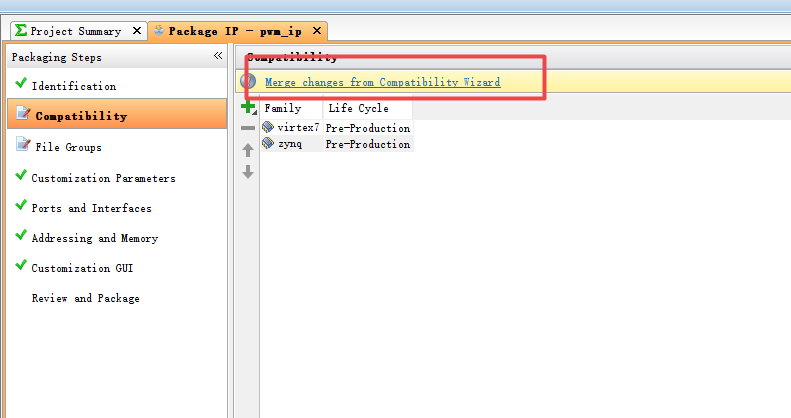 Project Summary
Package IP - pwm_ip
Packaging Steps
Identification
Compatibility
File Groups
Customization Parameters
Ports and Interfaces
Addressing and Memory
Customization GUI
Review and Package
Compatibility
Merge changes from Compatibility Wizard
Family Life Cycle
virtex7 Pre-Production
zynq Pre-Production